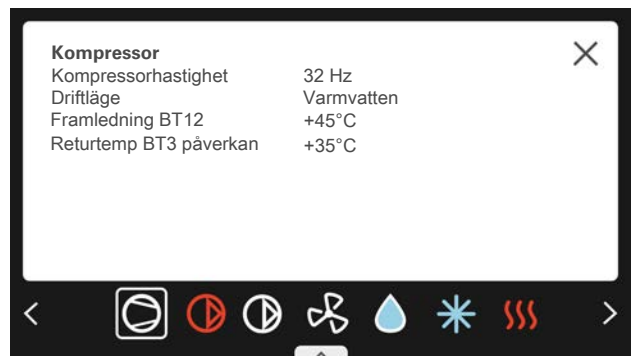 Kompressor
Kompressorhastighet 32 Hz
Driftläge Varmvatten
Framledning BT12 +45°C
Returtemp BT3 påverkan +35°C